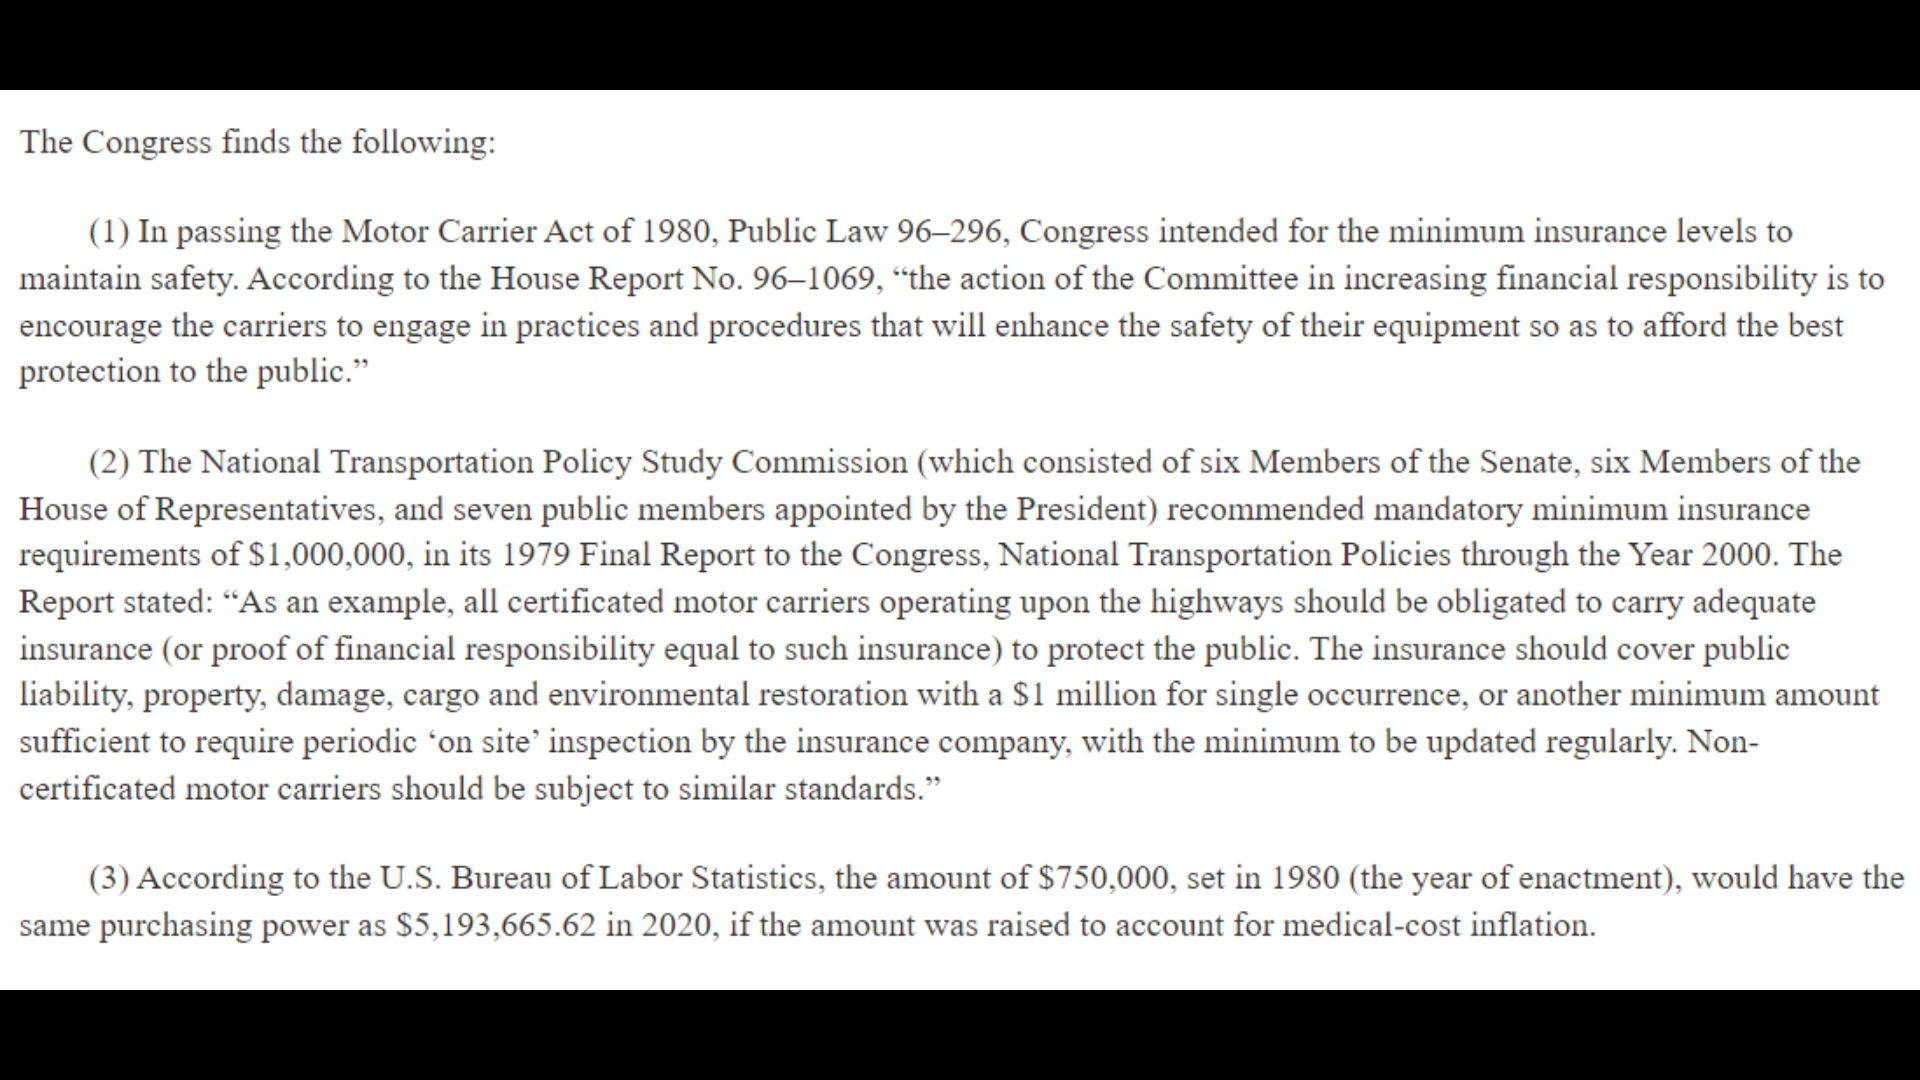 The Congress finds the following:
(1) In passing the Motor Carrier Act of 1980, Public Law 96–296, Congress intended for the minimum insurance levels to
maintain safety. According to the House Report No. 96–1069, “the action of the Committee in increasing financial responsibility is to
encourage the carriers to engage in practices and procedures that will enhance the safety of their equipment so as to afford the best
protection to the public.”
(2) The National Transportation Policy Study Commission (which consisted of six Members of the Senate, six Members of the
House of Representatives, and seven public members appointed by the President) recommended mandatory minimum insurance
requirements of $1,000,000, in its 1979 Final Report to the Congress, National Transportation Policies through the Year 2000. The
Report stated: “As an example, all certificated motor carriers operating upon the highways should be obligated to carry adequate
insurance (or proof of financial responsibility equal to such insurance) to protect the public. The insurance should cover public
liability, property, damage, cargo and environmental restoration with a $1 million for single occurrence, or another minimum amount
sufficient to require periodic ‘on site’ inspection by the insurance company, with the minimum to be updated regularly. Non-
certificated motor carriers should be subject to similar standards.”
(3) According to the U.S. Bureau of Labor Statistics, the amount of $750,000, set in 1980 (the year of enactment), would have the
same purchasing power as $5,193,665.62 in 2020, if the amount was raised to account for medical-cost inflation.